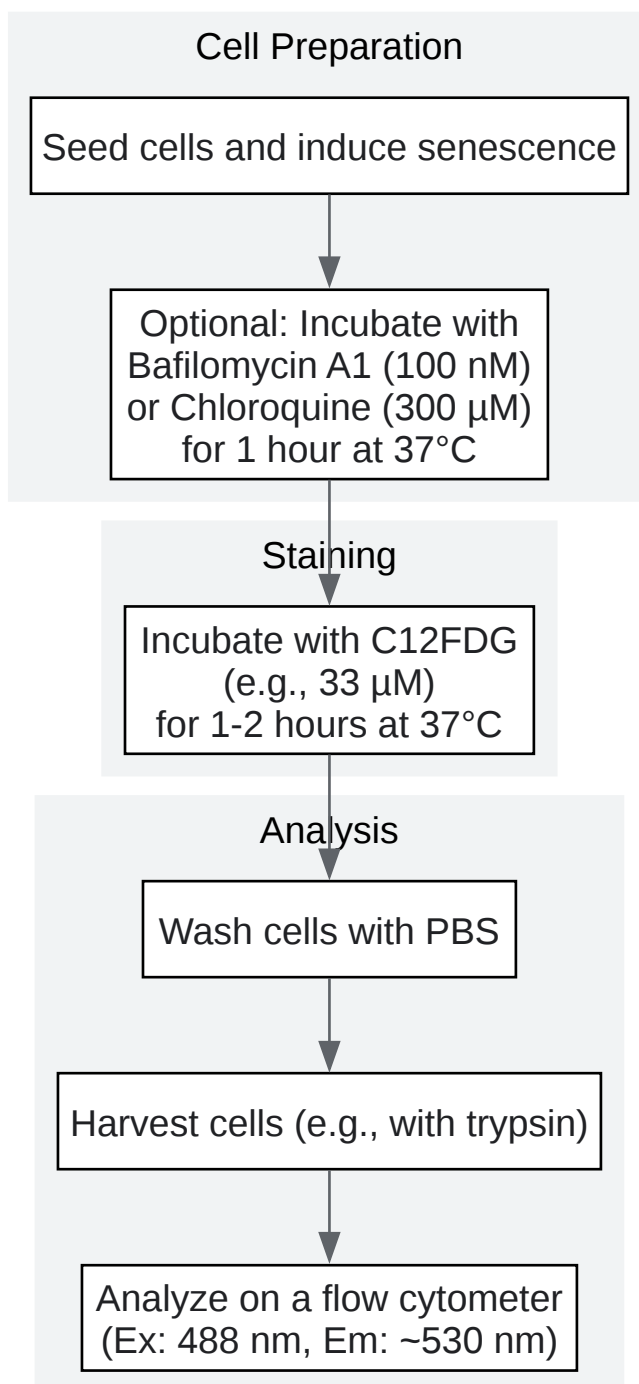 Cell Preparation
Seed cells and induce senescence
Optional: Incubate with
Bafilomycin A1 (100 nM)
or Chloroquine (300 µM)
for 1 hour at 37°C
Staining
Incubate with C12FDG
(e.g., 33 µM)
for 1-2 hours at 37°C
Analysis
Wash cells with PBS
Harvest cells (e.g., with trypsin)
Analyze on a flow cytometer
(Ex: 488 nm, Em: ~530 nm)